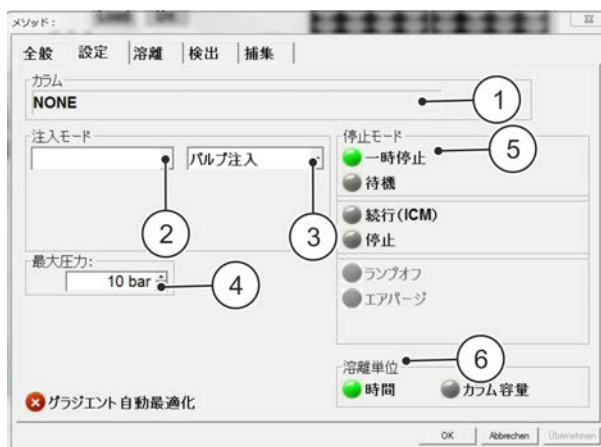 メソッド:
全般 設定 溶離 検出 捕集
カラム
NONE
1
注入モード
バルブ注入
2
3
停止モード
一時停止
5
待機
続行(ICM)
停止
最大圧力:
10 bar
4
ランプオフ
エアパージ
溶離単位
6
時間 カラム容量
グラジエント自動最適化
OK Abbrechen Übernehmen